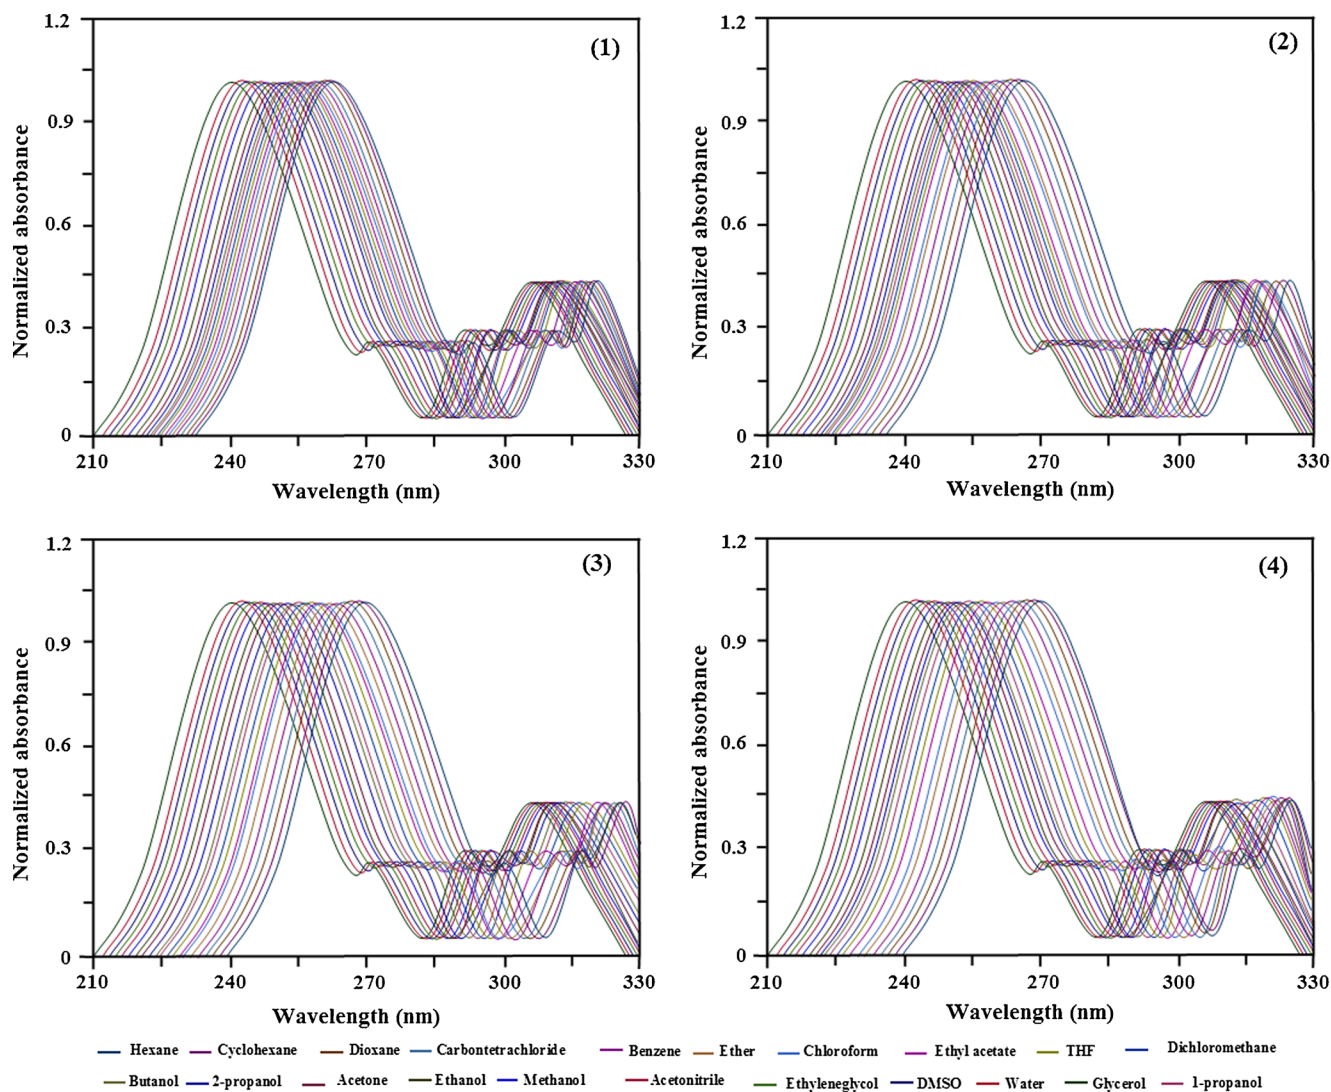 (1)
Normalized absorbance
1.2
0.9
0.6
0.3
0
210 240 270 300 330
Wavelength (nm)
(2)
Normalized absorbance
1.2
0.9
0.6
0.3
0
210 240 270 300 330
Wavelength (nm)
(3)
Normalized absorbance
1.2
0.9
0.6
0.3
0
210 240 270 300 330
Wavelength (nm)
(4)
Normalized absorbance
1.2
0.9
0.6
0.3
0
210 240 270 300 330
Wavelength (nm)
Hexane Cyclohexane Dioxane Carbontetrachloride Benzene Ether Chloroform Ethyl acetate THF Dichloromethane
Butanol 2-propanol Acetone Ethanol Methanol Acetonitrile Ethyleneglycol DMSO Water Glycerol 1-propanol